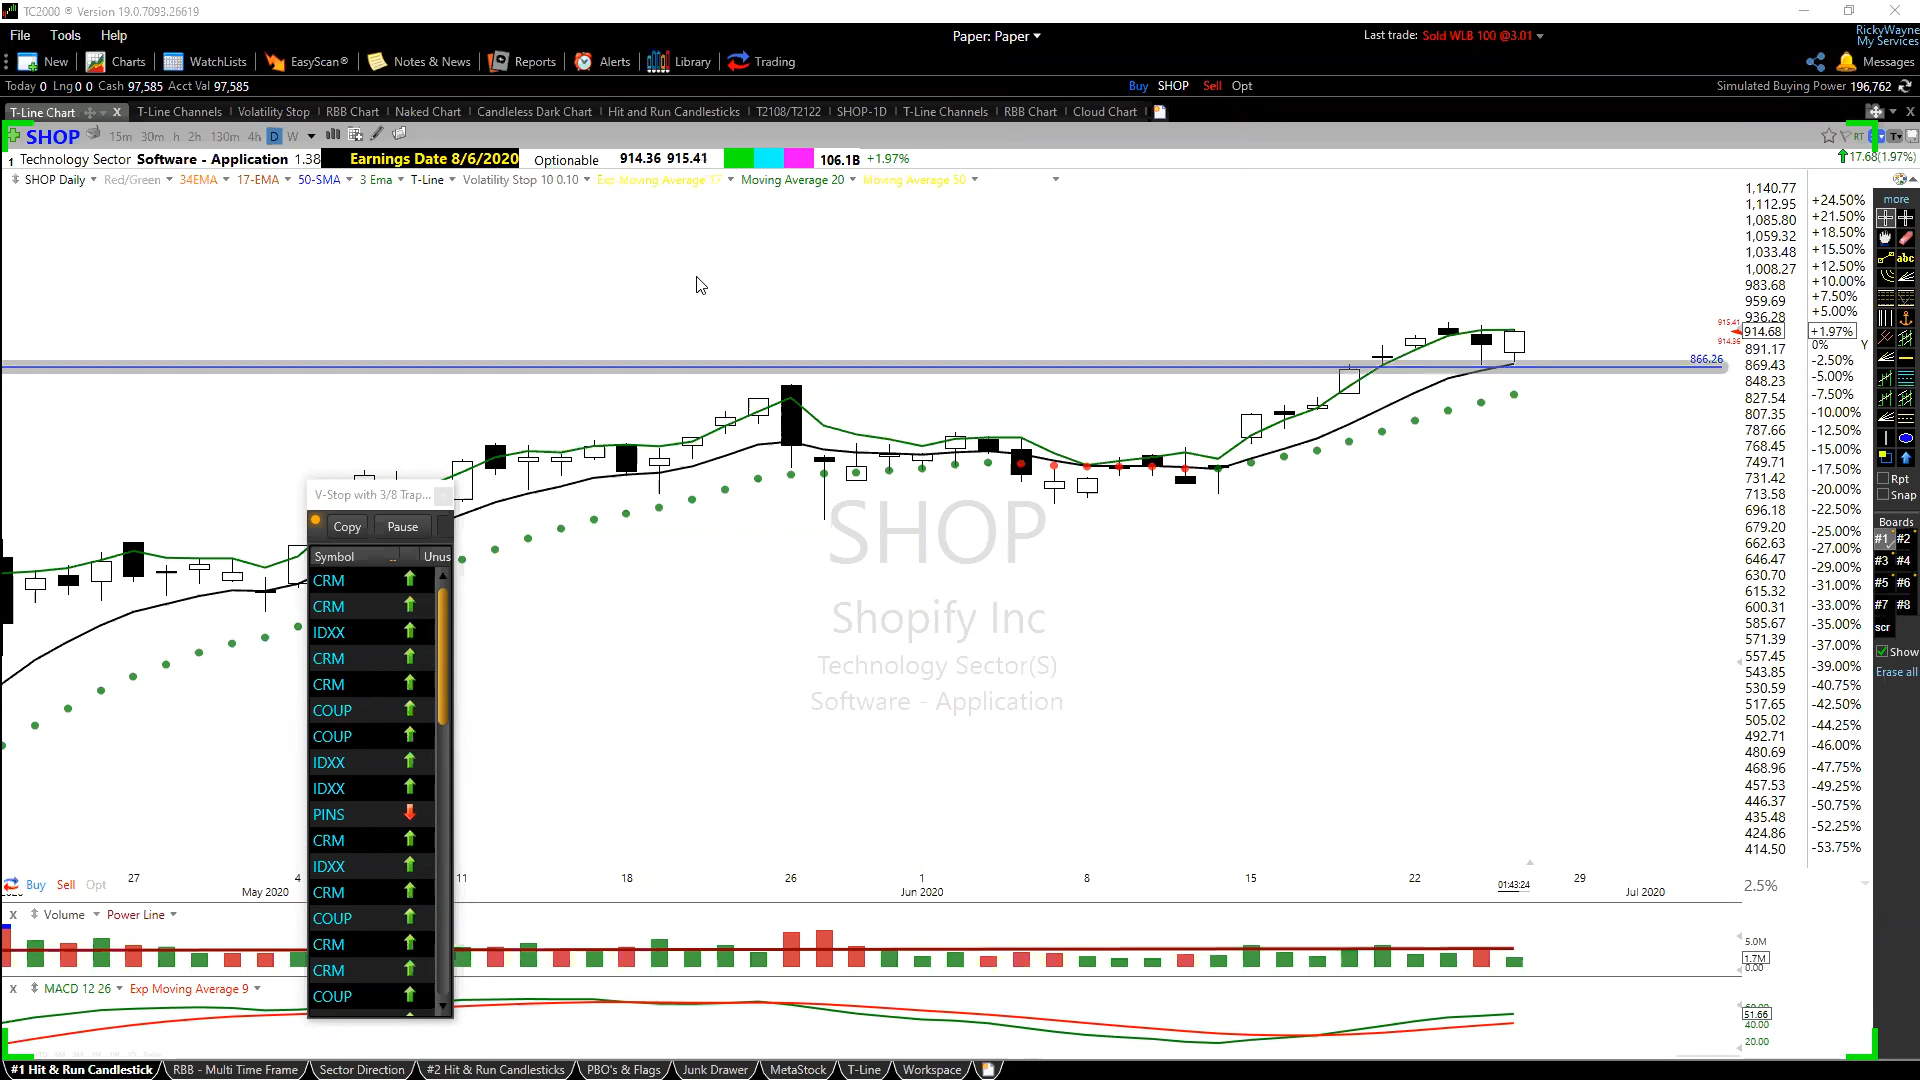 TC2000 ® Version 19.0.7093.26619
File Tools Help
Paper: Paper
Last trade: Sold WLB 100 @3.01
RickyWayne
My Services
New Charts WatchLists EasyScan® Notes & News Reports Alerts Library Trading
Messages
Today 0 Lng 0 0 Cash 97,585 Acct Val 97,585
Buy SHOP Sell Opt
Simulated Buying Power 196,762
T-Line Chart X T-Line Channels Volatility Stop RBB Chart Naked Chart Candleless Dark Chart Hit and Run Candlesticks T2108/T2122 SHOP-1D T-Line Channels RBB Chart Cloud Chart
X
SHOP 15m 30m h 2h 130m 4h D W
RT
1 Technology Sector Software - Application 1.38 Earnings Date 8/6/2020 Optionable 914.36 915.41 106.1B +1.97%
17.68(1.97%)
SHOP Daily Red/Green 34EMA 17-EMA 50-SMA 3 Ema T-Line Volatility Stop 10 0.10 Exp Moving Average 17 Moving Average 20 Moving Average 50
more
abc
1,140.77 +24.50%
1,112.95 +21.50%
1,085.80 +18.50%
1,059.32 +15.50%
1,033.48 +12.50%
1,008.27 +10.00%
983.68 +7.50%
959.69 +5.00%
936.28
915.41
914.68 +1.97%
914.36
0% Y
891.17 -2.50%
866.26
869.43 -5.00%
848.23 -7.50%
827.54 -10.00%
807.35 -12.50%
787.66 -15.00%
768.45 -17.50%
749.71 -20.00%
731.42 -22.50%
713.58 -25.00%
696.18 -27.00%
679.20 -29.00%
662.63 -31.00%
646.47 -33.00%
630.70 -35.00%
615.32 -37.00%
600.31 -39.00%
585.67 -40.75%
571.39 -42.50%
557.45 -44.25%
543.85 -46.00%
530.59 -47.75%
517.65 -49.25%
505.02 -50.75%
492.71 -52.25%
480.69 -53.75%
468.96
457.53
446.37
435.48
424.86
414.50
Rpt
Snap
Boards
#1 #2
#3 #4
#5 #6
#7 #8
scr
Show
Erase all
SHOP
Shopify Inc
Technology Sector(S)
Software - Application
V-Stop with 3/8 Trap...
Copy Pause
Symbol Unus
CRM
CRM
IDXX
CRM
CRM
COUP
COUP
IDXX
IDXX
PINS
CRM
IDXX
CRM
COUP
CRM
CRM
COUP
Buy Sell Opt
27 4 11 18 26 1 8 15 22 29
May 2020 Jun 2020 01:43:24 Jul 2020
2.5%
X Volume Power Line
5.0M
1.7M
0.00
X MACD 12 26 Exp Moving Average 9
51.66
40.00
20.00
#1 Hit & Run Candlestick RBB - Multi Time Frame Sector Direction #2 Hit & Run Candlesticks PBO's & Flags Junk Drawer MetaStock T-Line Workspace